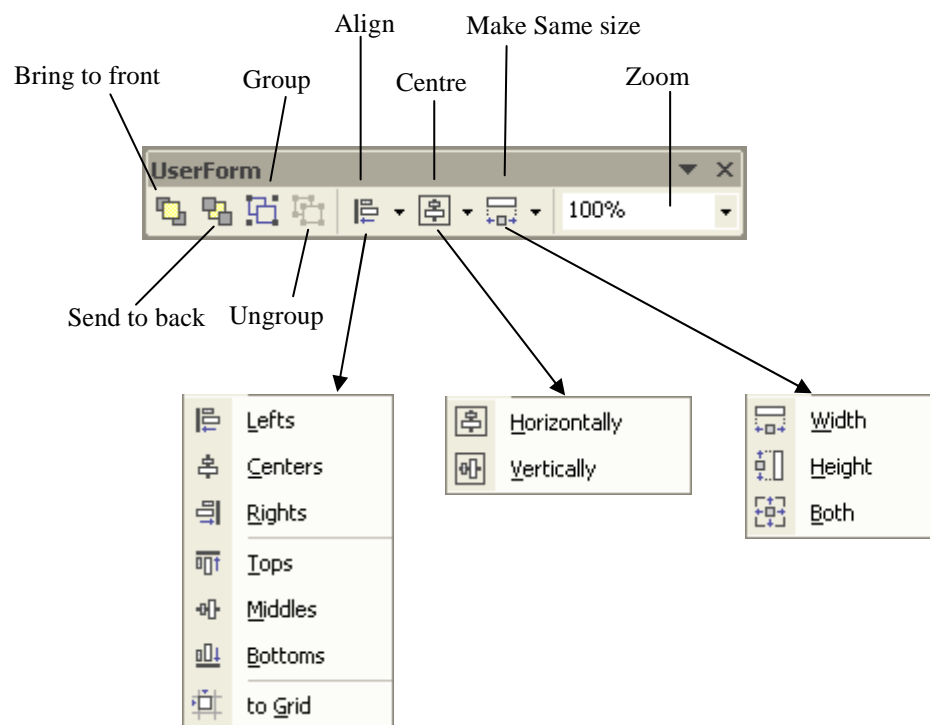 Align
Make Same size
Bring to front
Group
Centre
Zoom
UserForm
100%
Send to back
Ungroup
Lefts
Centers
Rights
Tops
Middles
Bottoms
to Grid
Horizontally
Vertically
Width
Height
Both